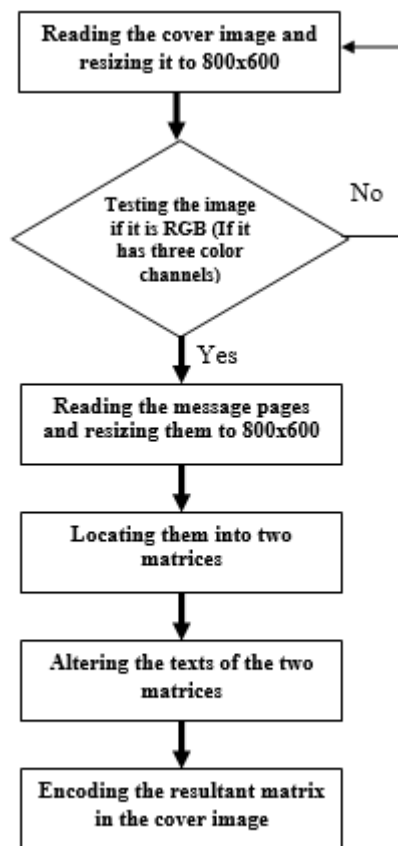 Reading the cover image and
resizing it to 800x600
Testing the image
if it is RGB (If it
has three color
channels)
No
Yes
Reading the message pages
and resizing them to 800x600
Locating them into two
matrices
Altering the texts of the two
matrices
Encoding the resultant matrix
in the cover image